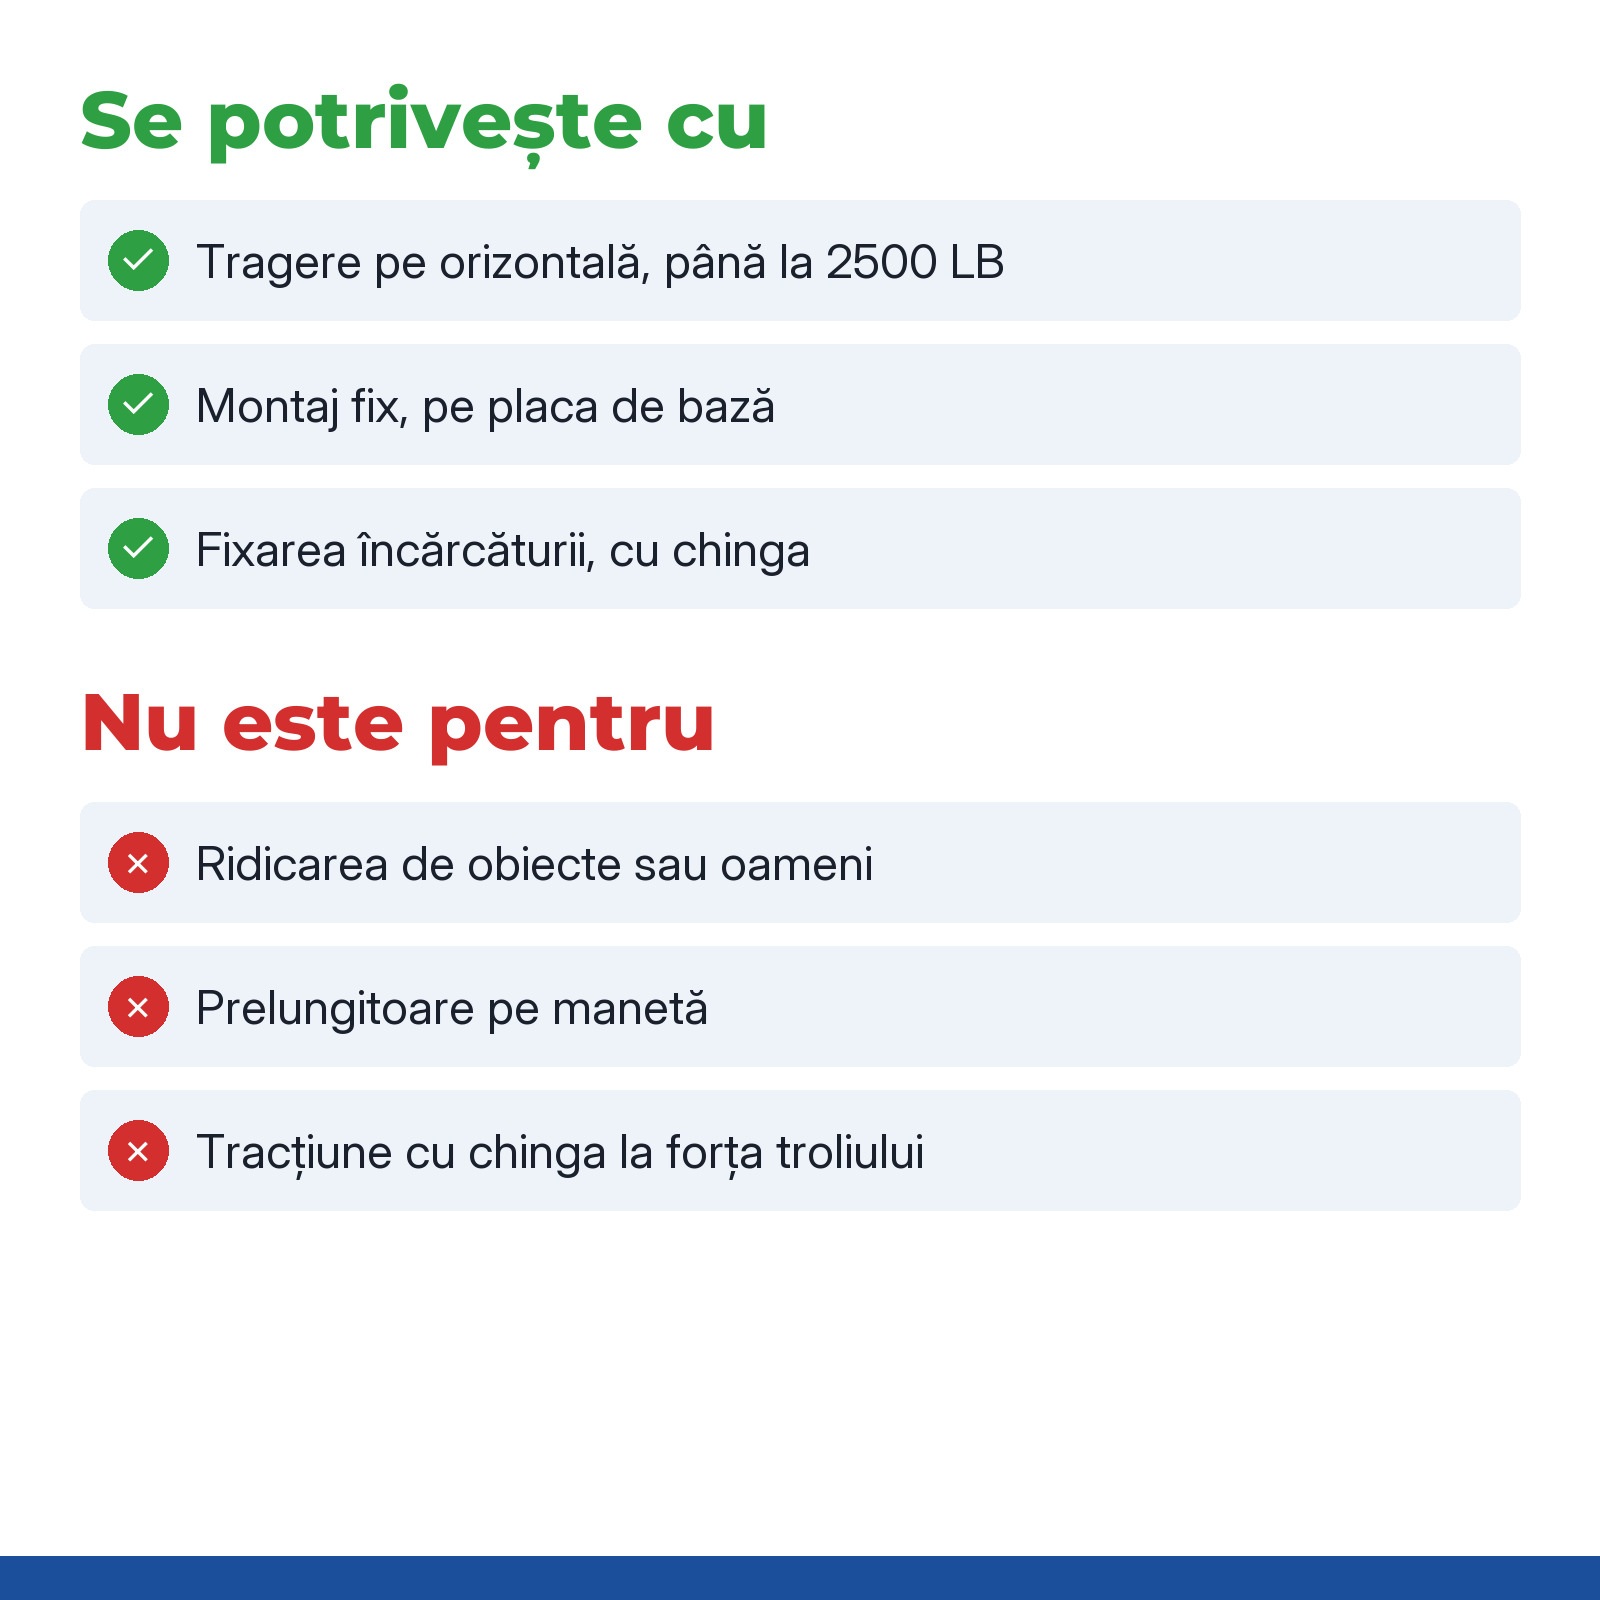 Se potrivește cu
Tragere pe orizontală, până la 2500 LB
Montaj fix, pe placa de bază
Fixarea încărcăturii, cu chinga
Nu este pentru
Ridicarea de obiecte sau oameni
Prelungitoare pe manetă
Tracțiune cu chinga la forța troliului